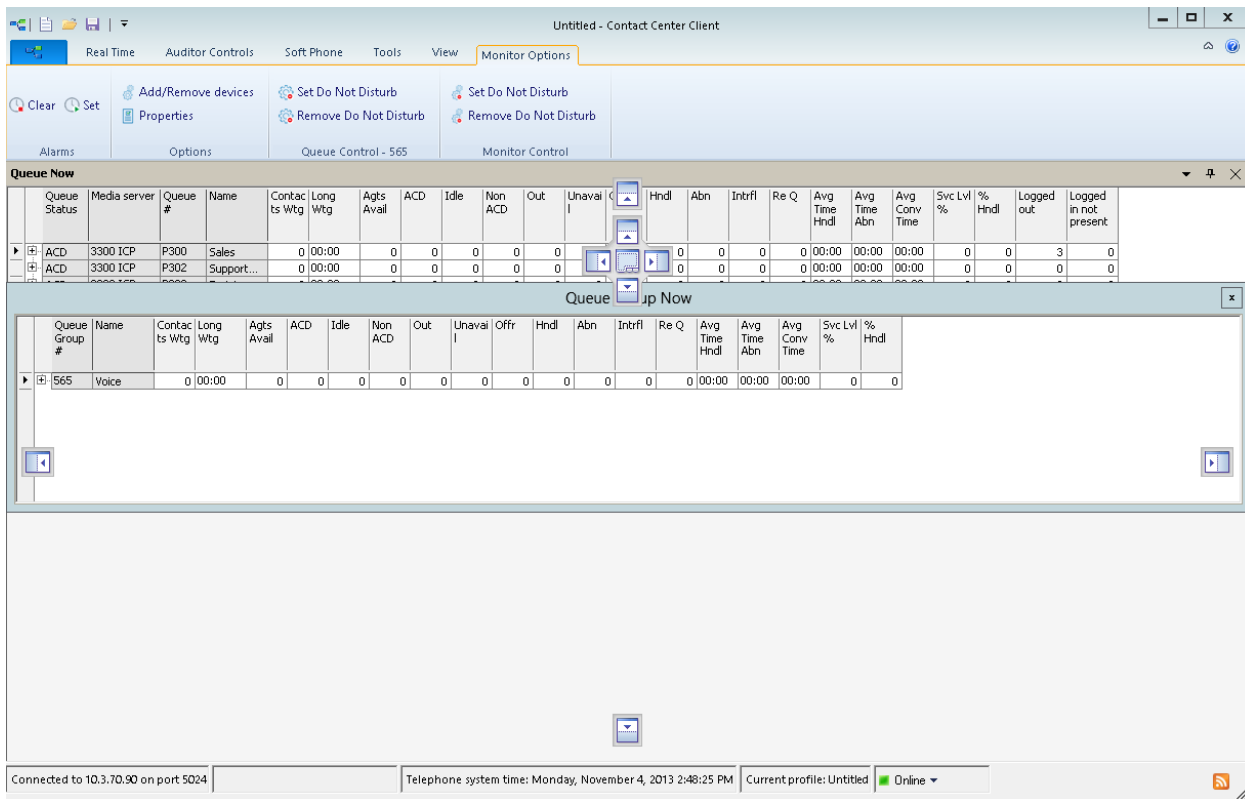 Untitled - Contact Center Client
Real Time Auditor Controls Soft Phone Tools View Monitor Options
Clear Set Add/Remove devices Set Do Not Disturb Set Do Not Disturb
Properties Remove Do Not Disturb Remove Do Not Disturb
Alarms Options Queue Control - 565 Monitor Control
Queue Now
Queue Media server Queue Name Contac Long Agts ACD Idle Non Out Unavai Hndl Abn Intrfl Re Q Avg Avg Avg Svc Lvl % Logged Logged
Status # ts Wtg Wtg Avail ACD l Time Time Conv % Hndl out in not
Hndl Abn Time present
ACD 3300 ICP P300 Sales 0 00:00 0 0 0 0 0 0 0 0 0 00:00 00:00 00:00 0 0 3 0
ACD 3300 ICP P302 Support... 0 00:00 0 0 0 0 0 0 0 0 0 00:00 00:00 00:00 0 0 0 0
Queue up Now
Queue Name Contac Long Agts ACD Idle Non Out Unavai Offr Hndl Abn Intrfl Re Q Avg Avg Avg Svc Lvl %
Group ts Wtg Wtg Avail ACD l Time Time Conv % Hndl
# Hndl Abn Time
565 Voice 0 00:00 0 0 0 0 0 0 0 0 0 0 0 00:00 00:00 00:00 0 0
Connected to 10.3.70.90 on port 5024 Telephone system time: Monday, November 4, 2013 2:48:25 PM Current profile: Untitled Online